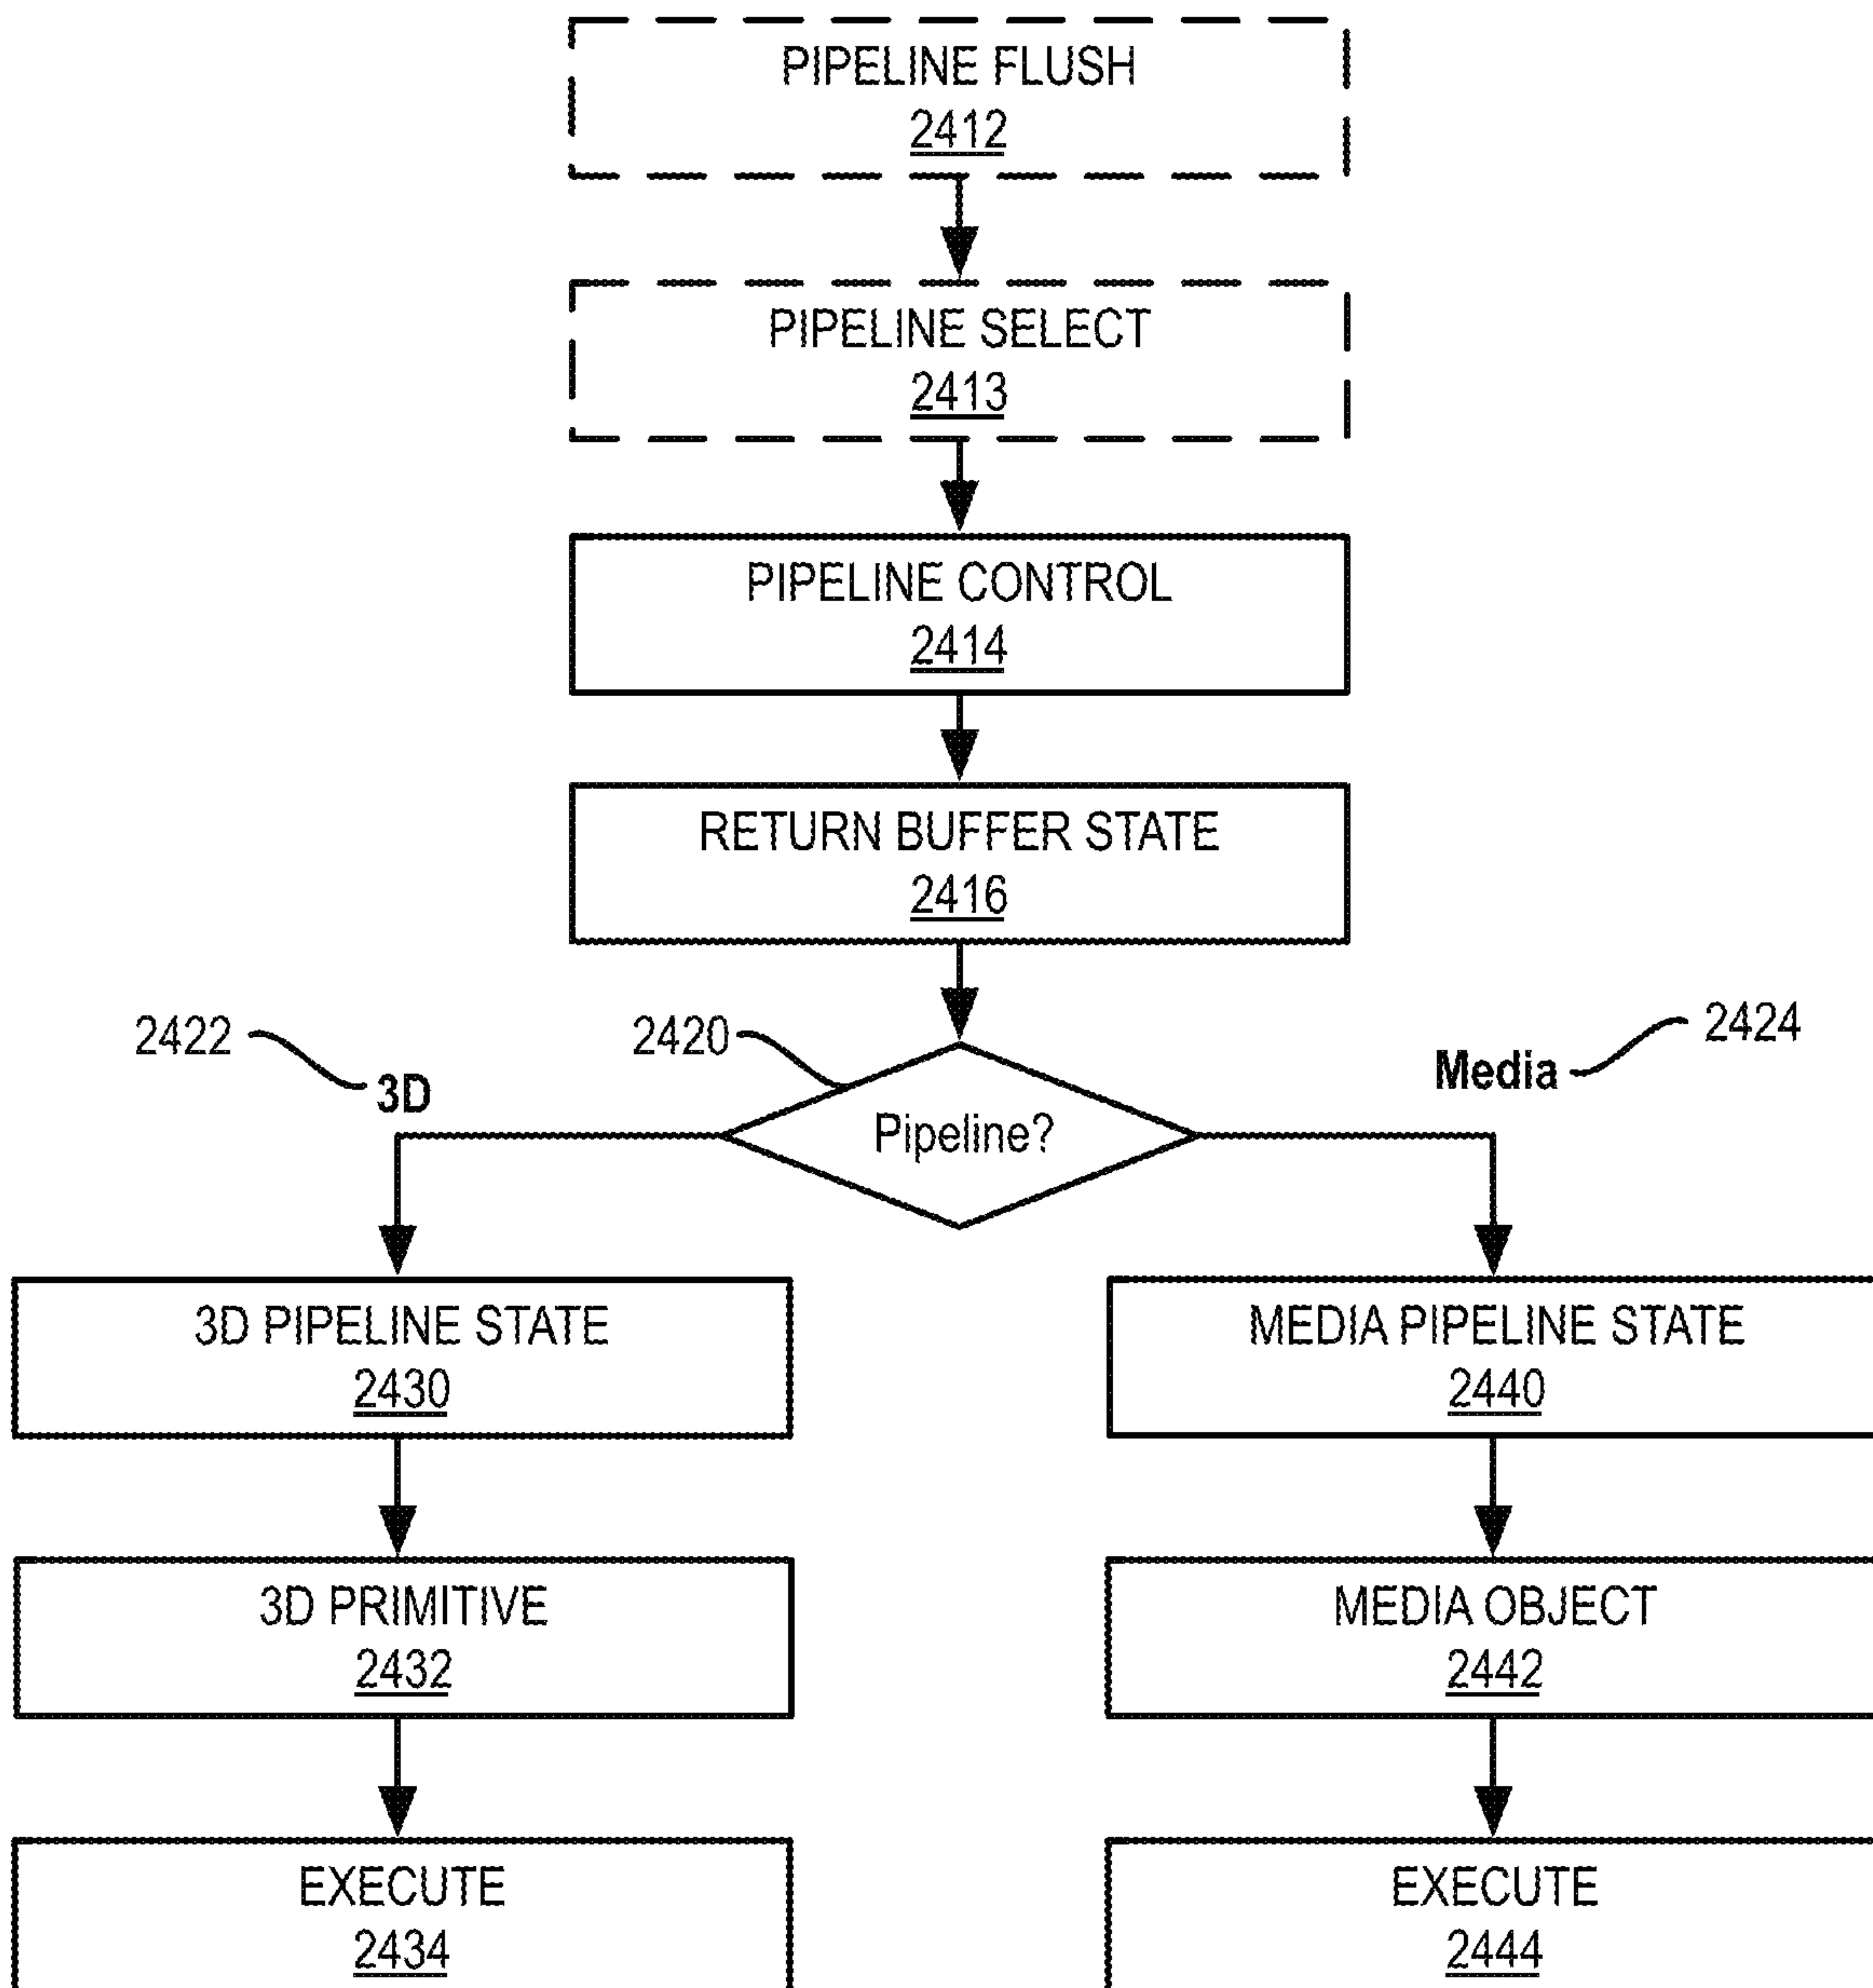 PIPELINE FLUSH
2412
PIPELINE SELECT
2413
PIPELINE CONTROL
2414
RETURN BUFFER STATE
2416
2422
2420
2424
3D
Media
Pipeline?
3D PIPELINE STATE
2430
MEDIA PIPELINE STATE
2440
3D PRIMITIVE
2432
MEDIA OBJECT
2442
EXECUTE
2434
EXECUTE
2444